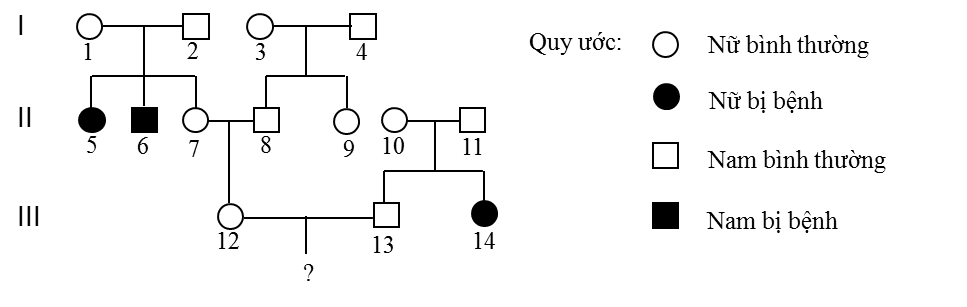 I
1 2 3 4
Quy ước:
Nữ bình thường
Nữ bị bệnh
II
5 6 7 8 9 10 11
Nam bình thường
III
12 13 14
Nam bị bệnh
?